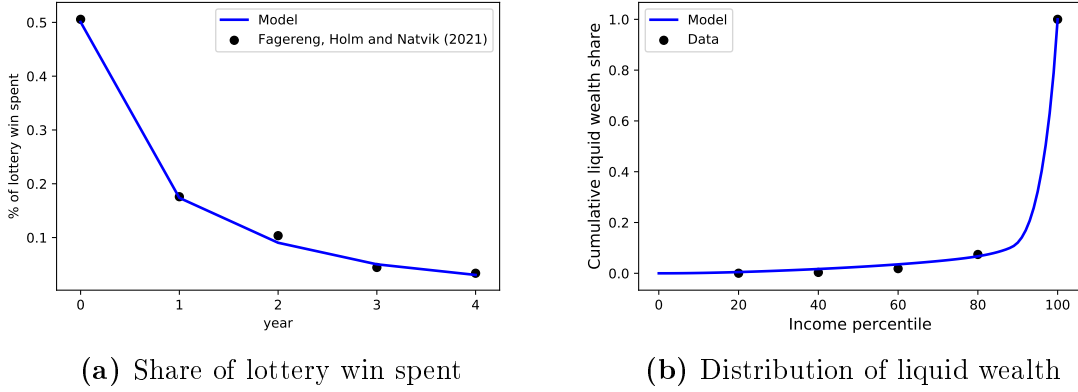 % of lottery win spent
0.5
0.4
0.3
0.2
0.1
0 1 2 3 4
year
Model
Fagereng, Holm and Natvik (2021)
(a) Share of lottery win spent
Cumulative liquid wealth share
1.0
0.8
0.6
0.4
0.2
0.0
0 20 40 60 80 100
Income percentile
Model
Data
(b) Distribution of liquid wealth